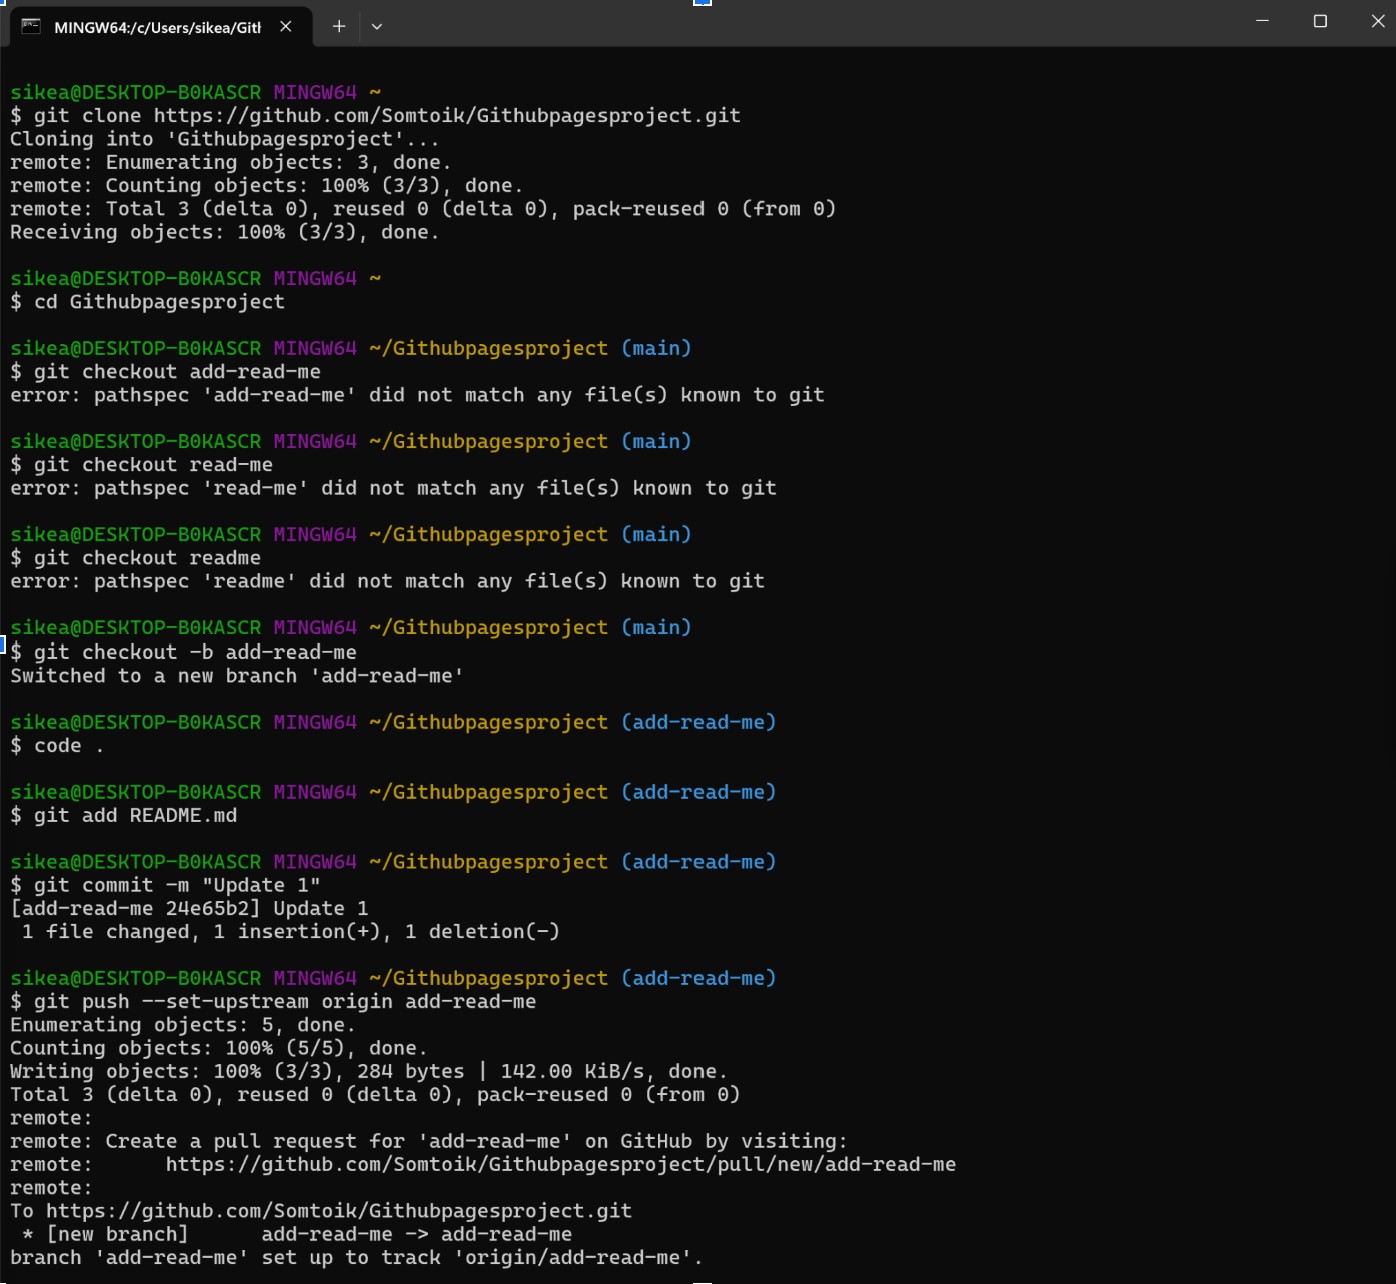 MINGW64:/c/Users/sikea/Gith
sikea@DESKTOP-B0KASCR MINGW64 ~
$ git clone https://github.com/Somtoik/Githubpagesproject.git
Cloning into 'Githubpagesproject'...
remote: Enumerating objects: 3, done.
remote: Counting objects: 100% (3/3), done.
remote: Total 3 (delta 0), reused 0 (delta 0), pack-reused 0 (from 0)
Receiving objects: 100% (3/3), done.
sikea@DESKTOP-B0KASCR MINGW64 ~
$ cd Githubpagesproject
sikea@DESKTOP-B0KASCR MINGW64 ~/Githubpagesproject (main)
$ git checkout add-read-me
error: pathspec 'add-read-me' did not match any file(s) known to git
sikea@DESKTOP-B0KASCR MINGW64 ~/Githubpagesproject (main)
$ git checkout read-me
error: pathspec 'read-me' did not match any file(s) known to git
sikea@DESKTOP-B0KASCR MINGW64 ~/Githubpagesproject (main)
$ git checkout readme
error: pathspec 'readme' did not match any file(s) known to git
sikea@DESKTOP-B0KASCR MINGW64 ~/Githubpagesproject (main)
$ git checkout -b add-read-me
Switched to a new branch 'add-read-me'
sikea@DESKTOP-B0KASCR MINGW64 ~/Githubpagesproject (add-read-me)
$ code .
sikea@DESKTOP-B0KASCR MINGW64 ~/Githubpagesproject (add-read-me)
$ git add README.md
sikea@DESKTOP-B0KASCR MINGW64 ~/Githubpagesproject (add-read-me)
$ git commit -m "Update 1"
[add-read-me 24e65b2] Update 1
 1 file changed, 1 insertion(+), 1 deletion(-)
sikea@DESKTOP-B0KASCR MINGW64 ~/Githubpagesproject (add-read-me)
$ git push --set-upstream origin add-read-me
Enumerating objects: 5, done.
Counting objects: 100% (5/5), done.
Writing objects: 100% (3/3), 284 bytes | 142.00 KiB/s, done.
Total 3 (delta 0), reused 0 (delta 0), pack-reused 0 (from 0)
remote:
remote: Create a pull request for 'add-read-me' on GitHub by visiting:
remote:      https://github.com/Somtoik/Githubpagesproject/pull/new/add-read-me
remote:
To https://github.com/Somtoik/Githubpagesproject.git
 * [new branch]      add-read-me -> add-read-me
branch 'add-read-me' set up to track 'origin/add-read-me'.